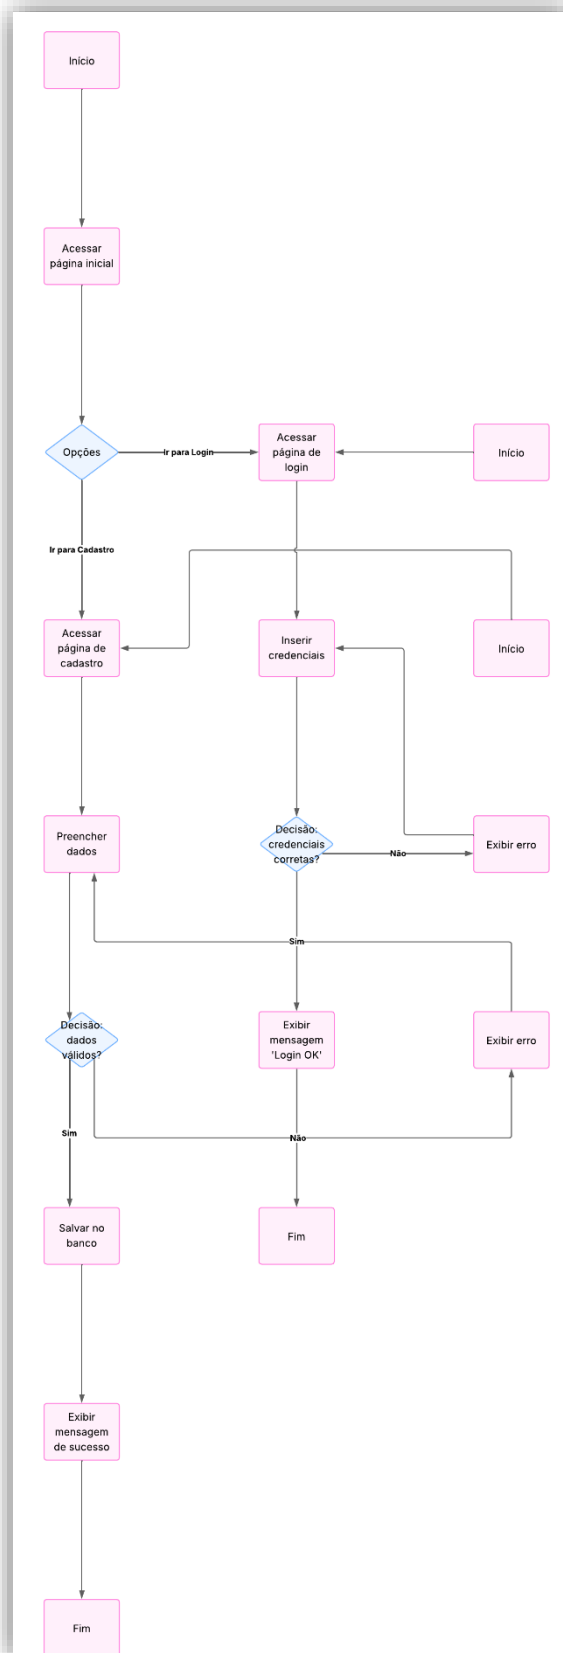 Início
Acessar
página inicial
Opções
Ir para Login
Acessar
página de
login
Início
Ir para Cadastro
Acessar
página de
cadastro
Inserir
credenciais
Início
Preencher
dados
Decisão:
credenciais
corretas?
Não
Exibir erro
Sim
Decisão:
dados
válidos?
Exibir
mensagem
'Login OK'
Exibir erro
Sim
Não
Salvar no
banco
Fim
Exibir
mensagem
de sucesso
Fim